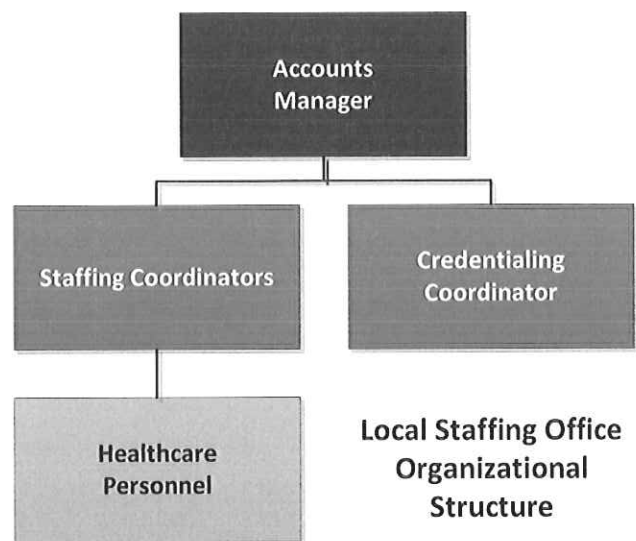 Accounts
Manager
Staffing Coordinators
Credentialing
Coordinator
Healthcare
Personnel
Local Staffing Office
Organizational
Structure